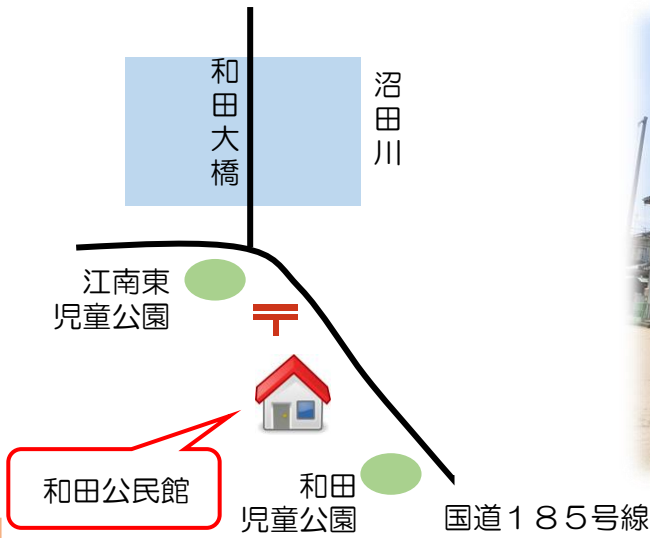 和田大橋
沼田川
江南東
児童公園
〒
和田公民館
和田
児童公園
国道１８５号線